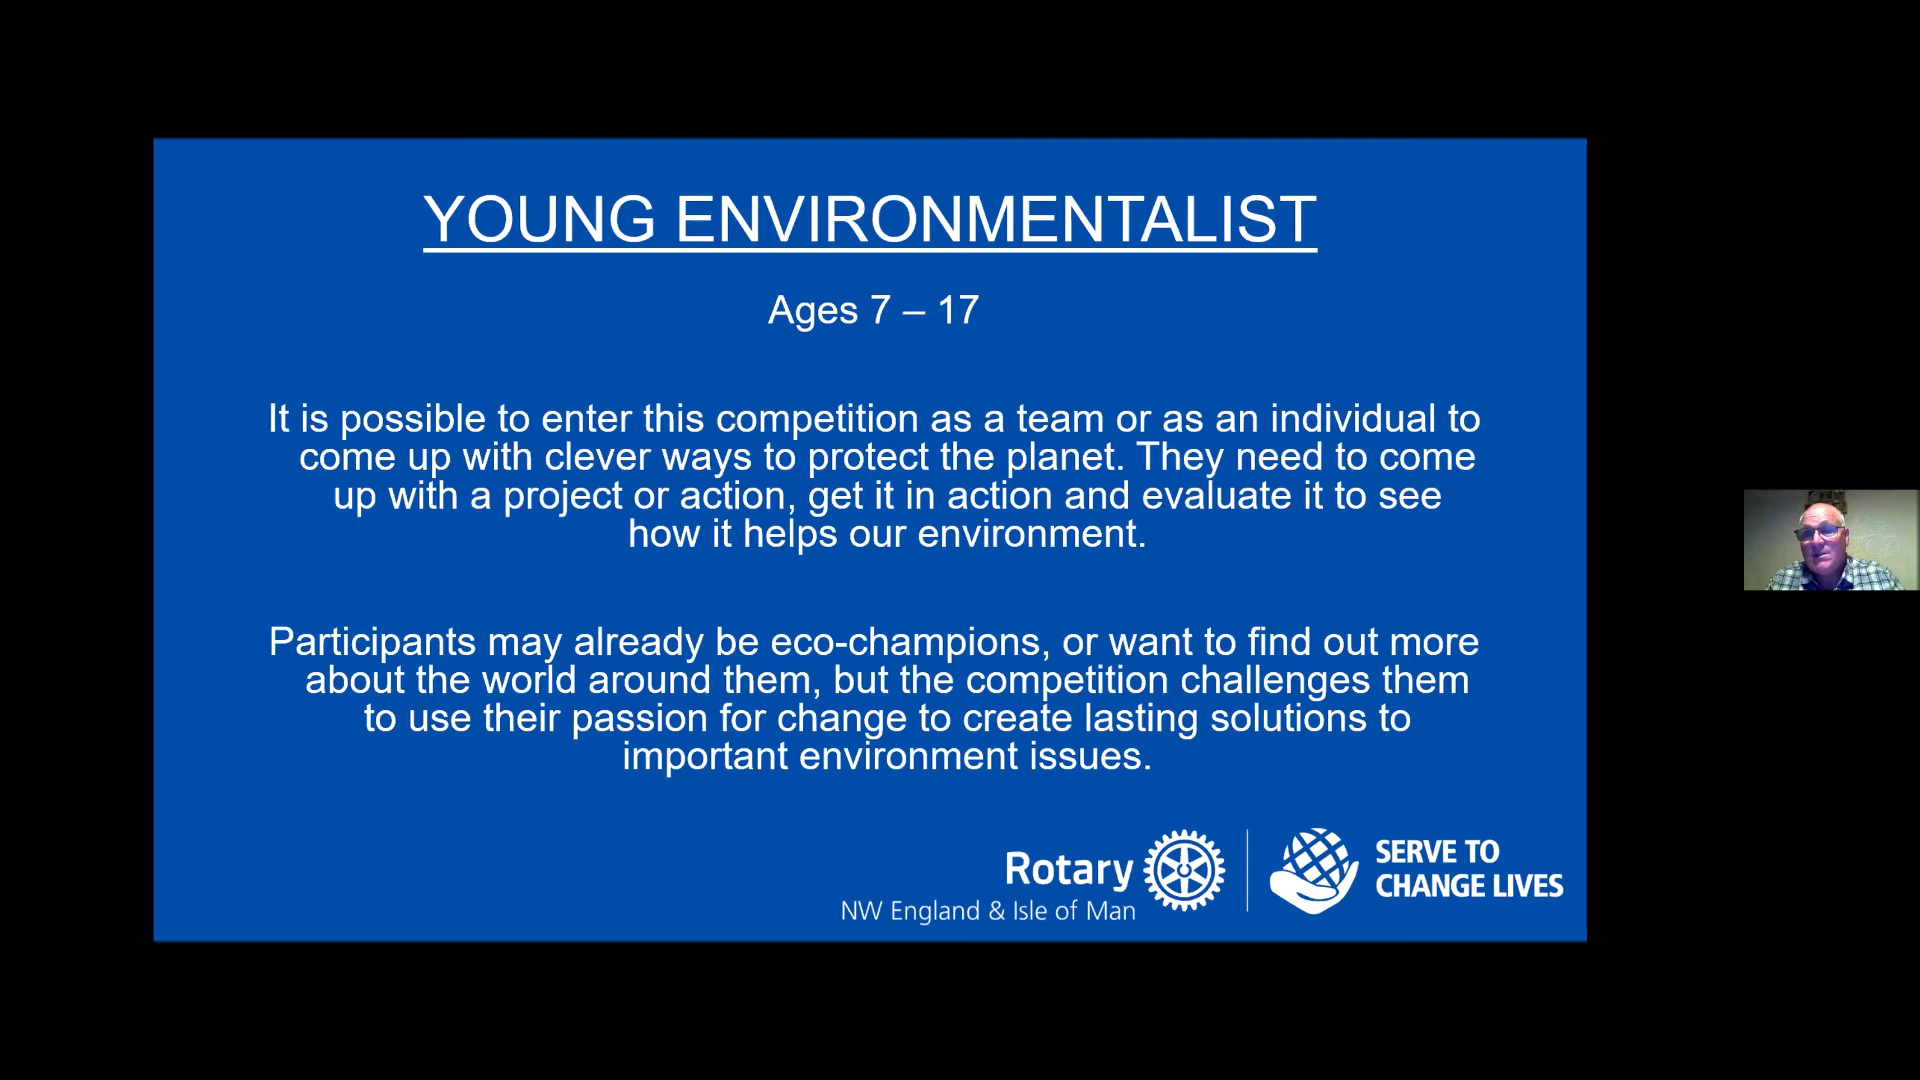 YOUNG ENVIRONMENTALIST
Ages 7 – 17
It is possible to enter this competition as a team or as an individual to
come up with clever ways to protect the planet. They need to come
up with a project or action, get it in action and evaluate it to see
how it helps our environment.
Participants may already be eco-champions, or want to find out more
about the world around them, but the competition challenges them
to use their passion for change to create lasting solutions to
important environment issues.
Rotary
NW England & Isle of Man
SERVE TO
CHANGE LIVES